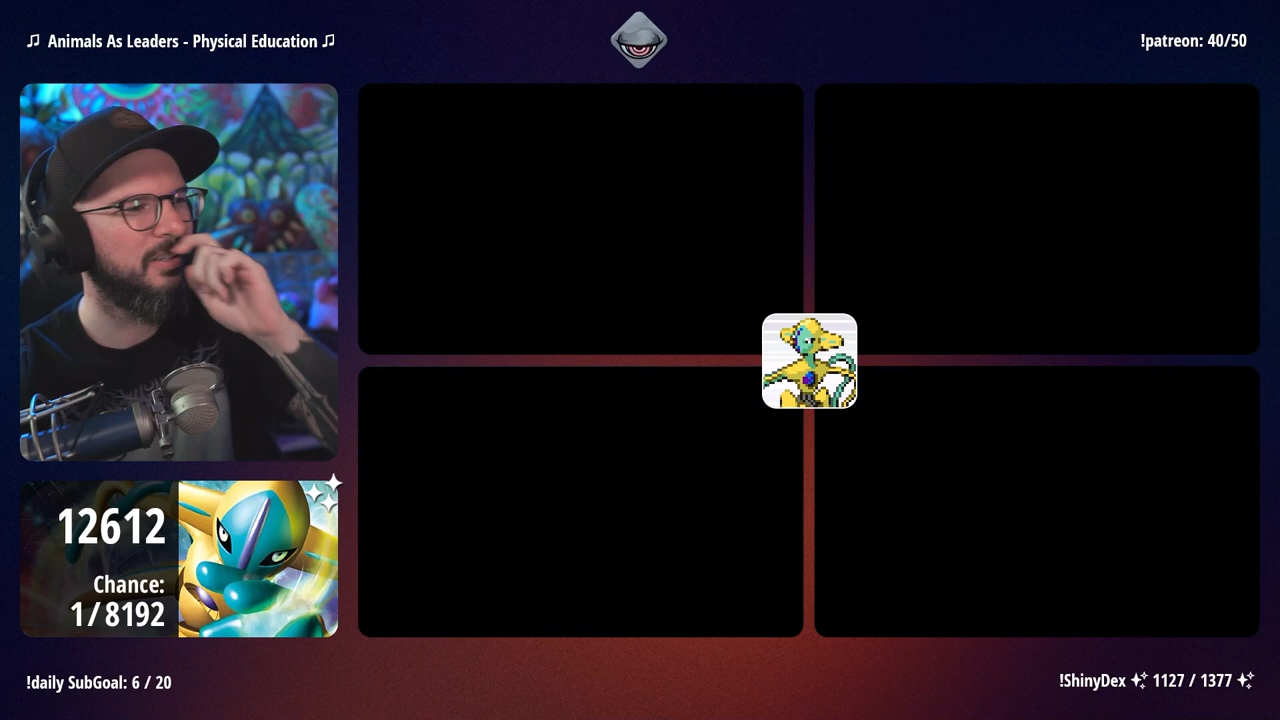 ♫ Animals As Leaders - Physical Education ♫
!patreon: 40/50
12612
Chance:
1/8192
!daily SubGoal: 6 / 20
!ShinyDex ✨ 1127 / 1377 ✨